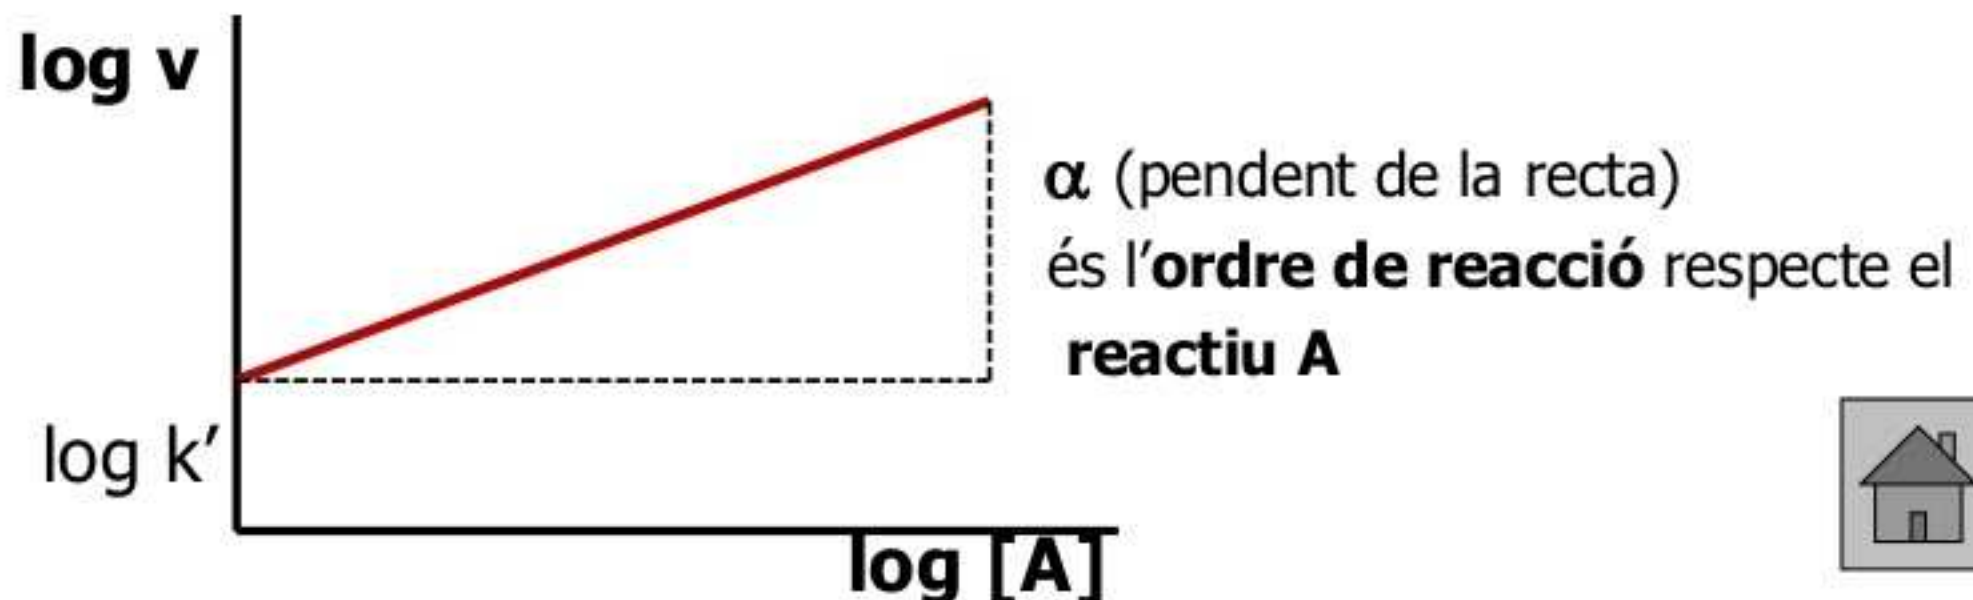 log v
α (pendent de la recta)
és l’ordre de reacció respecte el
reactiu A
log k’
log [A]